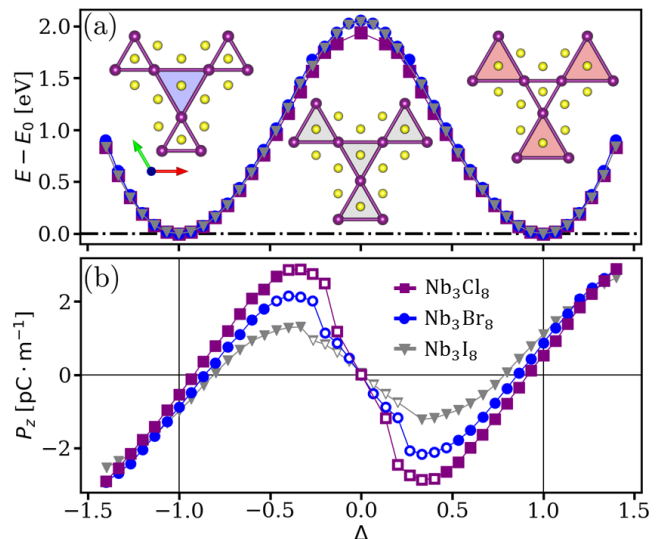 (a)
E − E₀ [eV]
2.0
1.5
1.0
0.5
0.0
(b)
P_z [pC · m⁻¹]
2
0
−2
Nb₃Cl₈
Nb₃Br₈
Nb₃I₈
−1.5 −1.0 −0.5 0.0 0.5 1.0 1.5
Δ